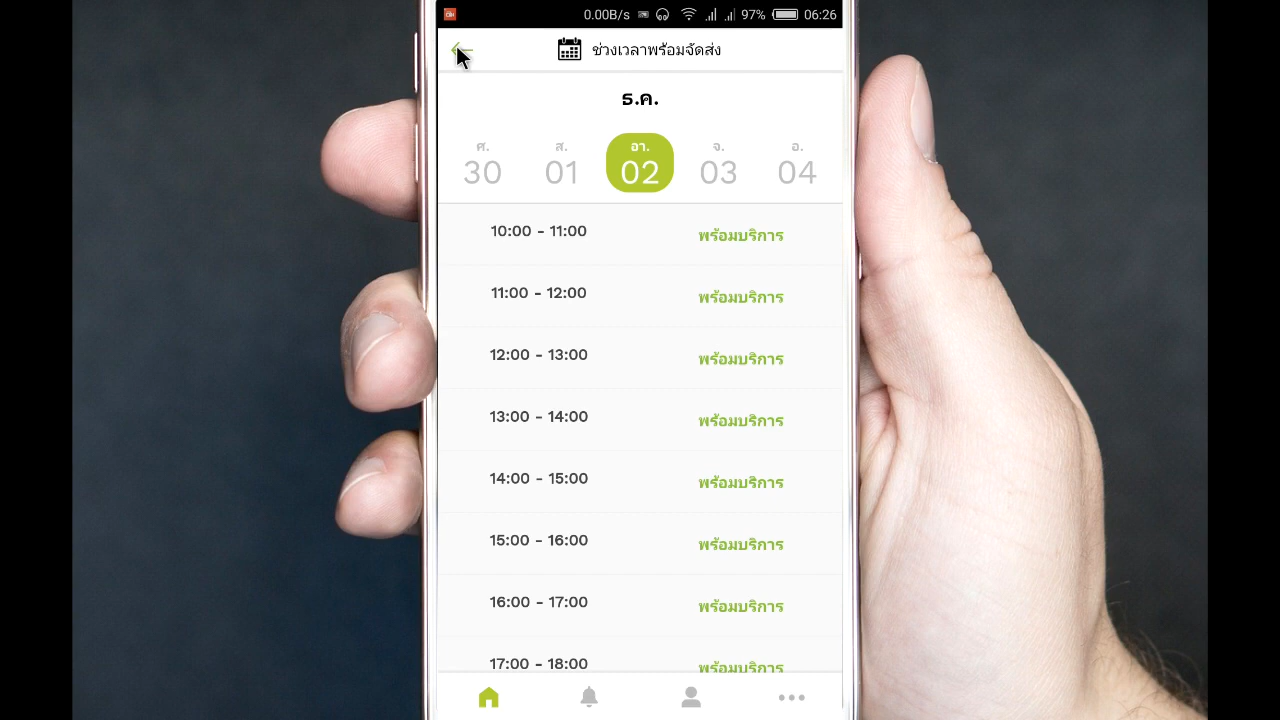 0.00B/s 97% 06:26
ช่วงเวลาพร้อมจัดส่ง
ธ.ค.
ศ. ส. อา. จ. อ.
30 01 02 03 04
10:00 - 11:00 พร้อมบริการ
11:00 - 12:00 พร้อมบริการ
12:00 - 13:00 พร้อมบริการ
13:00 - 14:00 พร้อมบริการ
14:00 - 15:00 พร้อมบริการ
15:00 - 16:00 พร้อมบริการ
16:00 - 17:00 พร้อมบริการ
17:00 - 18:00 พร้อมบริการ